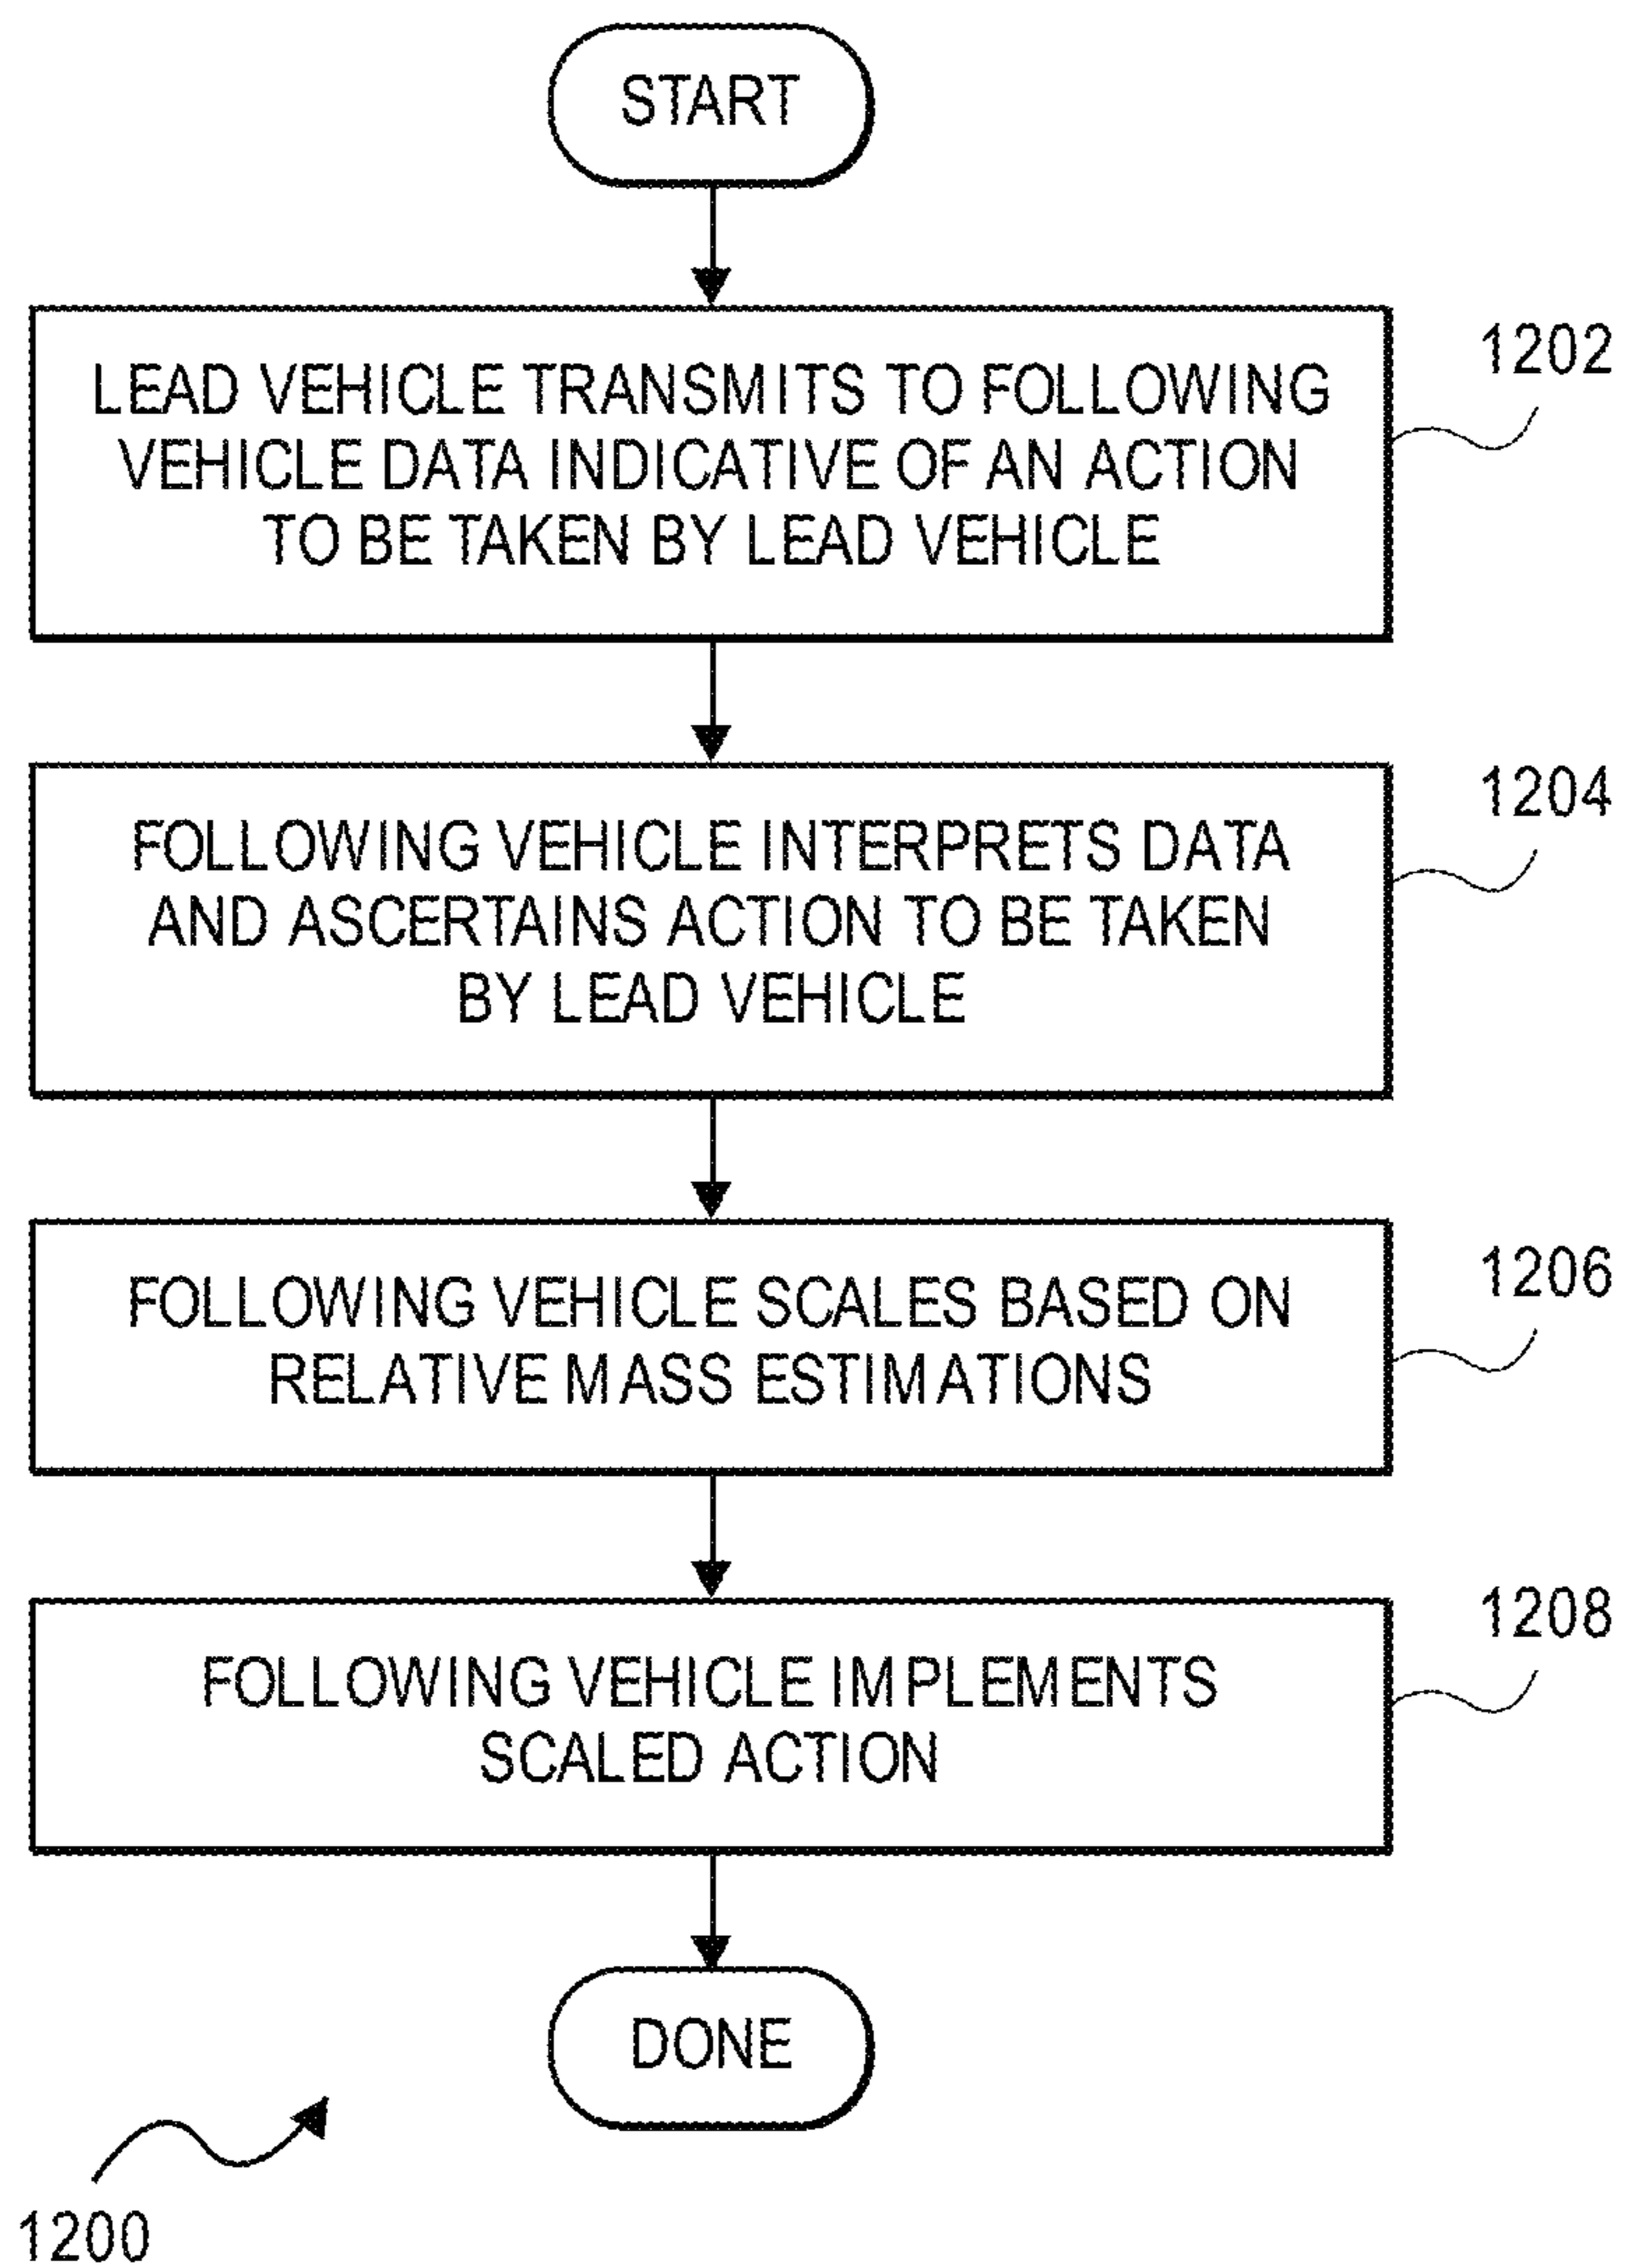 START
LEAD VEHICLE TRANSMITS TO FOLLOWING
VEHICLE DATA INDICATIVE OF AN ACTION
TO BE TAKEN BY LEAD VEHICLE
1202
FOLLOWING VEHICLE INTERPRETS DATA
AND ASCERTAINS ACTION TO BE TAKEN
BY LEAD VEHICLE
1204
FOLLOWING VEHICLE SCALES BASED ON
RELATIVE MASS ESTIMATIONS
1206
FOLLOWING VEHICLE IMPLEMENTS
SCALED ACTION
1208
DONE
1200